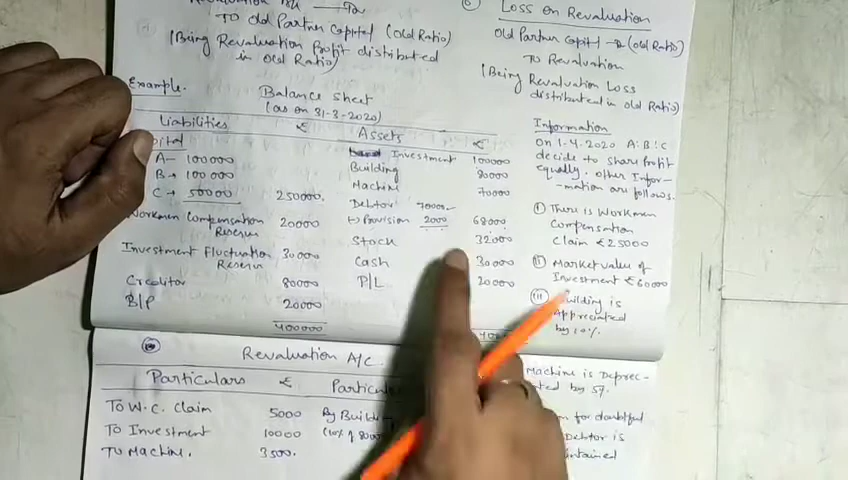 Revaluation
To Old Partner Capital (Old Ratio)
(Being Revaluation Profit distributed
in Old Ratio)
Example.
Balance Sheet
(as on 31-3-2020)
Liabilities ₹ Assets ₹
A- 100000 Investment 100000
B→ 100000 Building 80000
C→ 50000 250000. Machine 70000
Debtor 70000-
Workmen Compensation Reserve 20000 (-) Provision 2000 68000
Stock 32000
Investment Fluctuation Reserve 30000 Cash 30000
Creditor 80000 P/L 20000
B/P 20000
400000
Revaluation A/C
Particulars ₹
To W.C. Claim 5000 By Building
To Investment 10000
To Machine. 3500.
Loss on Revaluation
Old Partner Capital (Old Ratio)
To Revaluation
(Being Revaluation Loss
distributed in old Ratio)
Information
On 1-4-2020 A:B:C
decide to share Profit
Equally. Other Infor-
-mation are follows.
(I) There is Workmen
Compensation
Claim ₹25000
(II) Market value of
Investment ₹60000
(III) Building is
Appreciated
by 10%.
Machine is Deprec-
by 5%.
for doubtful
Debtor is